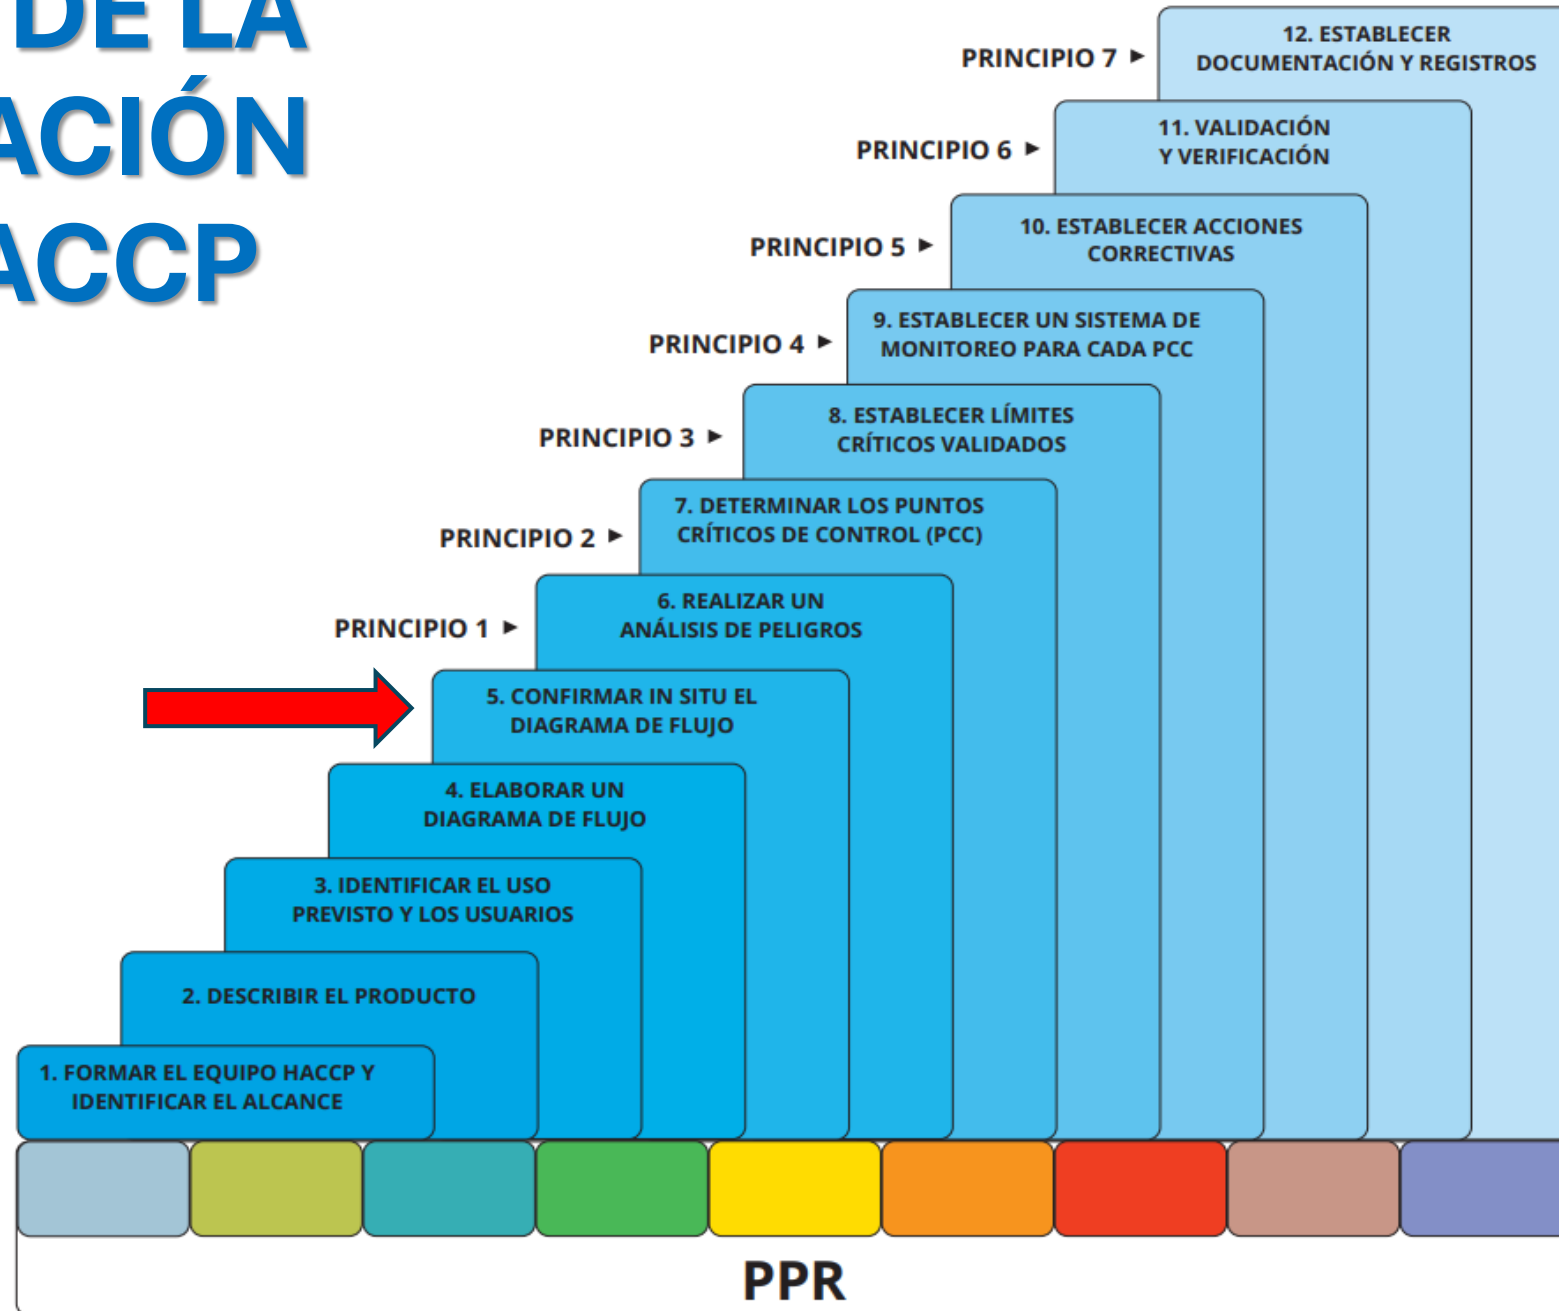 DE LA
ACIÓN
ACCP
PRINCIPIO 7 ►
12. ESTABLECER
DOCUMENTACIÓN Y REGISTROS
PRINCIPIO 6 ►
11. VALIDACIÓN
Y VERIFICACIÓN
PRINCIPIO 5 ►
10. ESTABLECER ACCIONES
CORRECTIVAS
PRINCIPIO 4 ►
9. ESTABLECER UN SISTEMA DE
MONITOREO PARA CADA PCC
PRINCIPIO 3 ►
8. ESTABLECER LÍMITES
CRÍTICOS VALIDADOS
PRINCIPIO 2 ►
7. DETERMINAR LOS PUNTOS
CRÍTICOS DE CONTROL (PCC)
PRINCIPIO 1 ►
6. REALIZAR UN
ANÁLISIS DE PELIGROS
5. CONFIRMAR IN SITU EL
DIAGRAMA DE FLUJO
4. ELABORAR UN
DIAGRAMA DE FLUJO
3. IDENTIFICAR EL USO
PREVISTO Y LOS USUARIOS
2. DESCRIBIR EL PRODUCTO
1. FORMAR EL EQUIPO HACCP Y
IDENTIFICAR EL ALCANCE
PPR